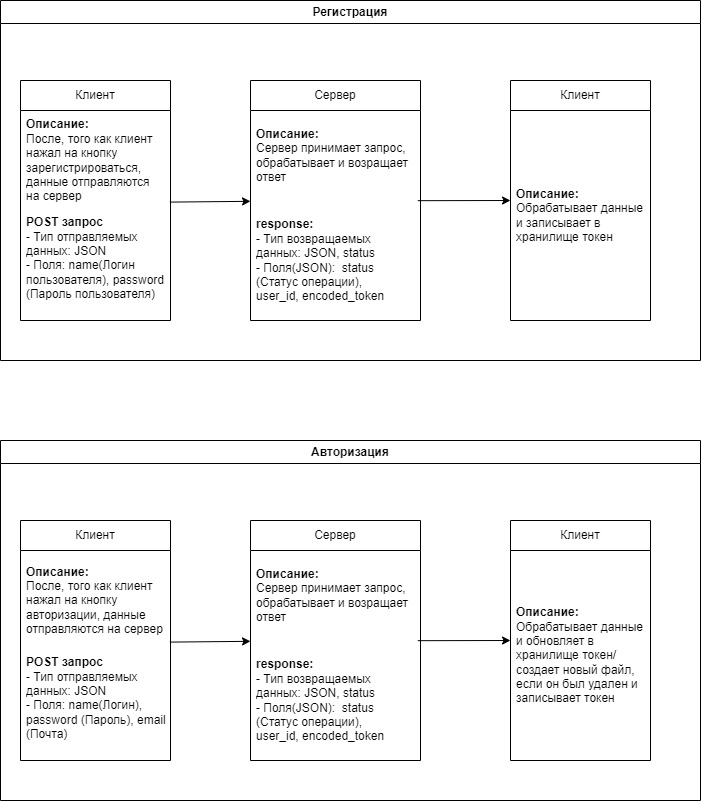 Регистрация
Клиент
Описание:
После, того как клиент
нажал на кнопку
зарегистрироваться,
данные отправляются
на сервер
POST запрос
- Тип отправляемых
данных: JSON
- Поля: name(Логин
пользователя), password
(Пароль пользователя)
Сервер
Описание:
Сервер принимает запрос,
обрабатывает и возращает
ответ
response:
- Тип возвращаемых
данных: JSON, status
- Поля(JSON): status
(Статус операции),
user_id, encoded_token
Клиент
Описание:
Обрабатывает данные
и записывает в
хранилище токен
Авторизация
Клиент
Описание:
После, того как клиент
нажал на кнопку
авторизации, данные
отправляются на сервер
POST запрос
- Тип отправляемых
данных: JSON
- Поля: name(Логин),
password (Пароль), email
(Почта)
Сервер
Описание:
Сервер принимает запрос,
обрабатывает и возращает
ответ
response:
- Тип возвращаемых
данных: JSON, status
- Поля(JSON): status
(Статус операции),
user_id, encoded_token
Клиент
Описание:
Обрабатывает данные
и обновляет в
хранилище токен/
создает новый файл,
если он был удален и
записывает токен